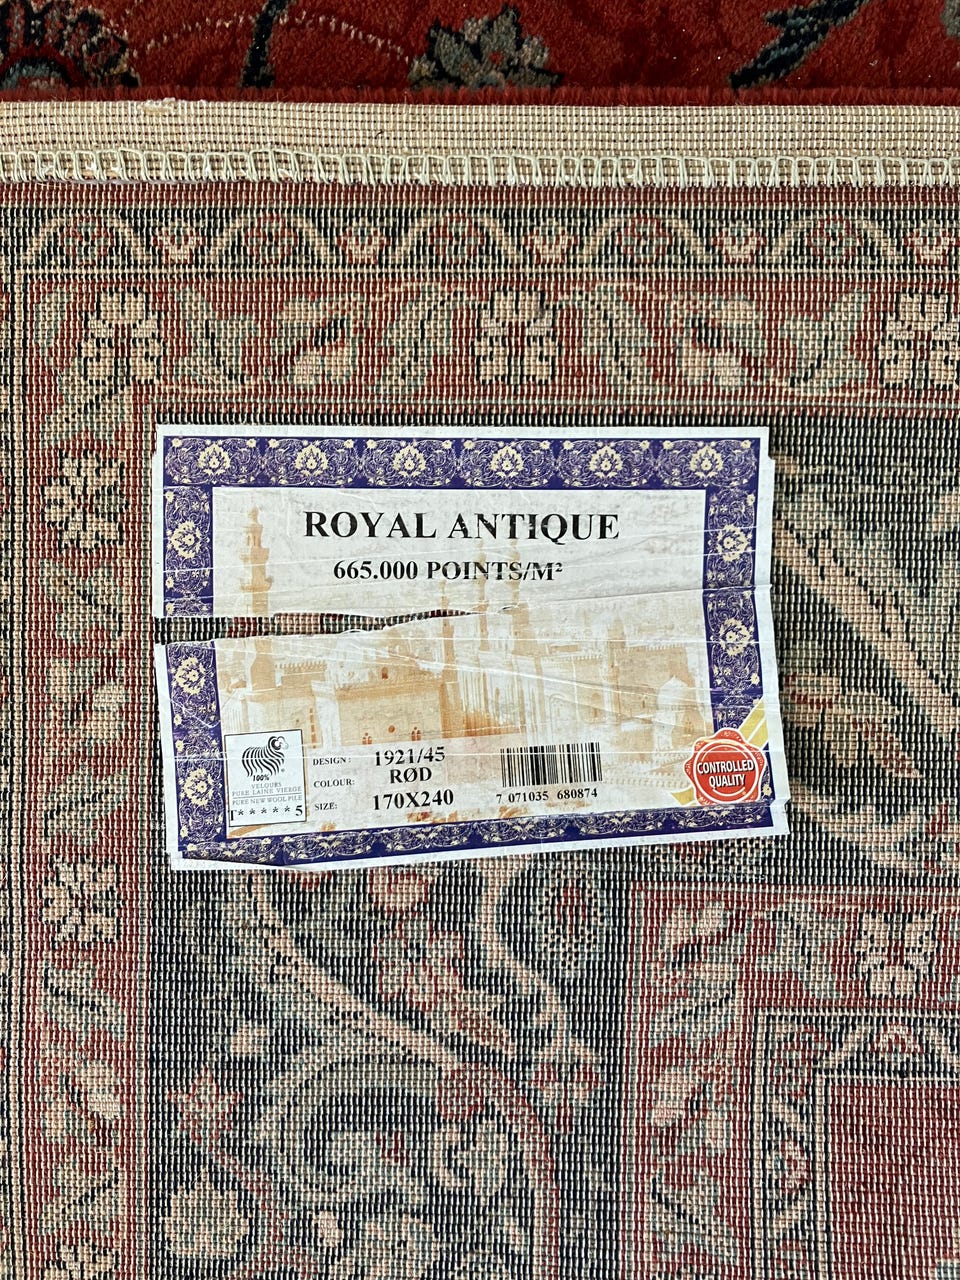 ROYAL ANTIQUE
665.000 POINTS/M²
100%
VELOURS
PURE LAINE VIERGE
PURE NEW WOOL PILE
T*****5
DESIGN: 1921/45
COLOUR: RØD
SIZE: 170X240
7 071035 680874
CONTROLLED
QUALITY